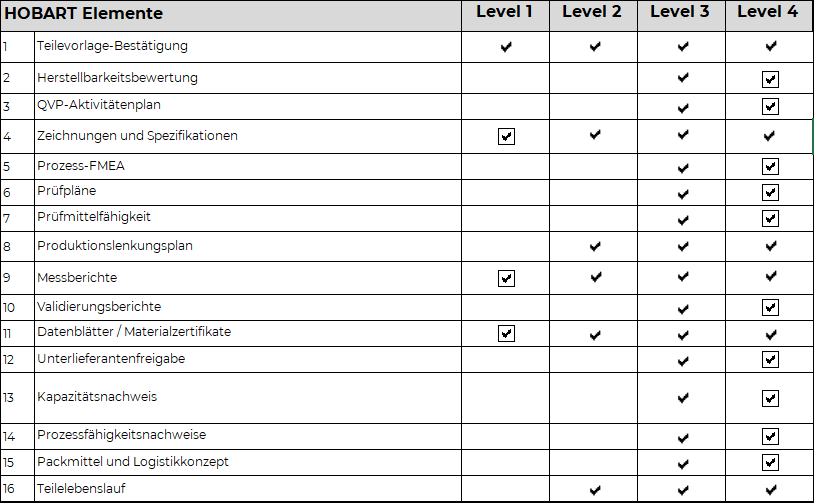 HOBART Elemente Level 1 Level 2 Level 3 Level 4
1 Teilevorlage-Bestätigung ✔ ✔ ✔ ✔
2 Herstellbarkeitsbewertung ✔ ☑
3 QVP-Aktivitätenplan ✔ ☑
4 Zeichnungen und Spezifikationen ☑ ✔ ✔ ✔
5 Prozess-FMEA ✔ ☑
6 Prüfpläne ✔ ☑
7 Prüfmittelfähigkeit ✔ ☑
8 Produktionslenkungsplan ✔ ✔ ✔
9 Messberichte ☑ ✔ ✔ ✔
10 Validierungsberichte ✔ ☑
11 Datenblätter / Materialzertifikate ☑ ✔ ✔ ✔
12 Unterlieferantenfreigabe ✔ ☑
13 Kapazitätsnachweis ✔ ☑
14 Prozessfähigkeitsnachweise ✔ ☑
15 Packmittel und Logistikkonzept ✔ ☑
16 Teilelebenslauf ✔ ✔ ✔